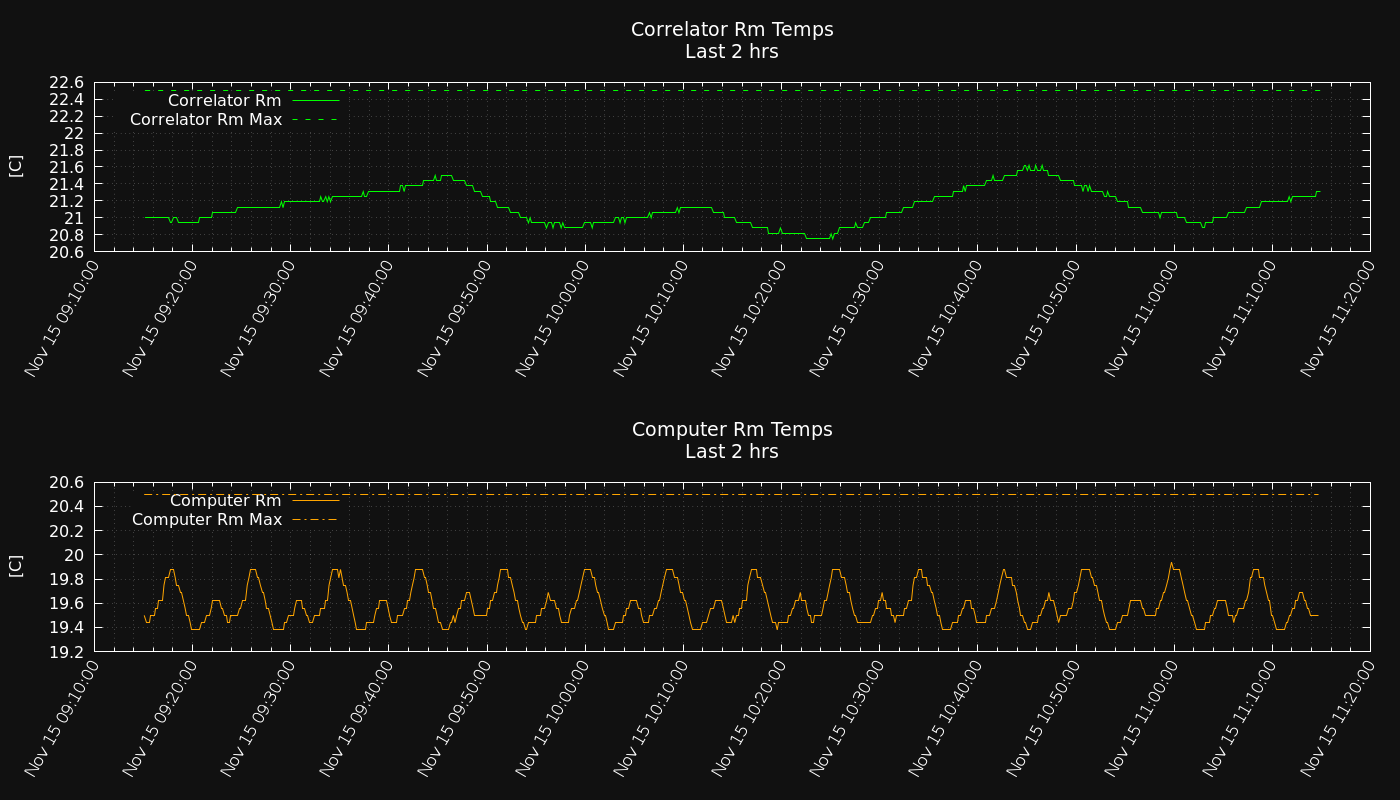 Correlator Rm Temps
Last 2 hrs
22.6
22.4
22.2
22
21.8
21.6
21.4
21.2
21
20.8
20.6
[C]
Correlator Rm
Correlator Rm Max
Nov 15 09:10:00
Nov 15 09:20:00
Nov 15 09:30:00
Nov 15 09:40:00
Nov 15 09:50:00
Nov 15 10:00:00
Nov 15 10:10:00
Nov 15 10:20:00
Nov 15 10:30:00
Nov 15 10:40:00
Nov 15 10:50:00
Nov 15 11:00:00
Nov 15 11:10:00
Nov 15 11:20:00
Computer Rm Temps
Last 2 hrs
20.6
20.4
20.2
20
19.8
19.6
19.4
19.2
[C]
Computer Rm
Computer Rm Max
Nov 15 09:10:00
Nov 15 09:20:00
Nov 15 09:30:00
Nov 15 09:40:00
Nov 15 09:50:00
Nov 15 10:00:00
Nov 15 10:10:00
Nov 15 10:20:00
Nov 15 10:30:00
Nov 15 10:40:00
Nov 15 10:50:00
Nov 15 11:00:00
Nov 15 11:10:00
Nov 15 11:20:00